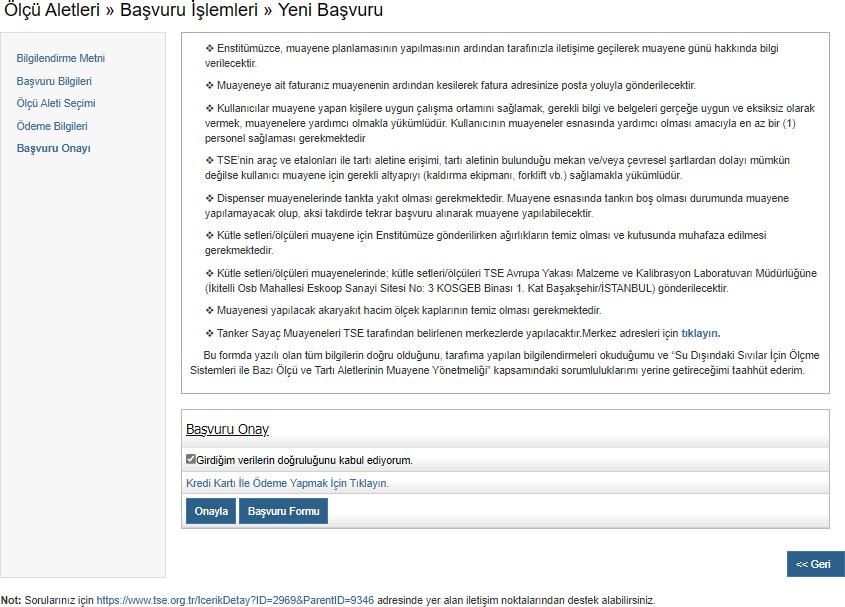 Ölçü Aletleri » Başvuru İşlemleri » Yeni Başvuru
Bilgilendirme Metni
Başvuru Bilgileri
Ölçü Aleti Seçimi
Ödeme Bilgileri
Başvuru Onayı
❖ Enstitümüzce, muayene planlamasının yapılmasının ardından tarafınızla iletişime geçilerek muayene günü hakkında bilgi
verilecektir.
❖ Muayeneye ait faturanız muayenenin ardından kesilerek fatura adresinize posta yoluyla gönderilecektir.
❖ Kullanıcılar muayene yapan kişilere uygun çalışma ortamını sağlamak, gerekli bilgi ve belgeleri gerçeğe uygun ve eksiksiz olarak
vermek, muayenelere yardımcı olmakla yükümlüdür. Kullanıcının muayeneler esnasında yardımcı olması amacıyla en az bir (1)
personel sağlaması gerekmektedir
❖ TSE'nin araç ve etalonları ile tartı aletine erişimi, tartı aletinin bulunduğu mekan ve/veya çevresel şartlardan dolayı mümkün
değilse kullanıcı muayene için gerekli altyapıyı (kaldırma ekipmanı, forklift vb.) sağlamakla yükümlüdür.
❖ Dispenser muayenelerinde tankta yakıt olması gerekmektedir. Muayene esnasında tankın boş olması durumunda muayene
yapılamayacak olup, aksi takdirde tekrar başvuru alınarak muayene yapılabilecektir.
❖ Kütle setleri/ölçüleri muayene için Enstitümüze gönderilirken ağırlıkların temiz olması ve kutusunda muhafaza edilmesi
gerekmektedir.
❖ Kütle setleri/ölçüleri muayenelerinde; kütle setleri/ölçüleri TSE Avrupa Yakası Malzeme ve Kalibrasyon Laboratuvarı Müdürlüğüne
(İkitelli Osb Mahallesi Eskoop Sanayi Sitesi No: 3 KOSGEB Binası 1. Kat Başakşehir/İSTANBUL) gönderilecektir.
❖ Muayenesi yapılacak akaryakıt hacim ölçek kaplarının temiz olması gerekmektedir.
❖ Tanker Sayaç Muayeneleri TSE tarafından belirlenen merkezlerde yapılacaktır.Merkez adresleri için tıklayın.
Bu formda yazılı olan tüm bilgilerin doğru olduğunu, tarafıma yapılan bilgilendirmeleri okuduğumu ve “Su Dışındaki Sıvılar İçin Ölçme
Sistemleri ile Bazı Ölçü ve Tartı Aletlerinin Muayene Yönetmeliği” kapsamındaki sorumluluklarımı yerine getireceğimi taahhüt ederim.
Başvuru Onay
Girdiğim verilerin doğruluğunu kabul ediyorum.
Kredi Kartı İle Ödeme Yapmak İçin Tıklayın.
Onayla Başvuru Formu
<< Geri
Not: Sorularınız için https://www.tse.org.tr/IcerikDetay?ID=2969&ParentID=9346 adresinde yer alan iletişim noktalarından destek alabilirsiniz.